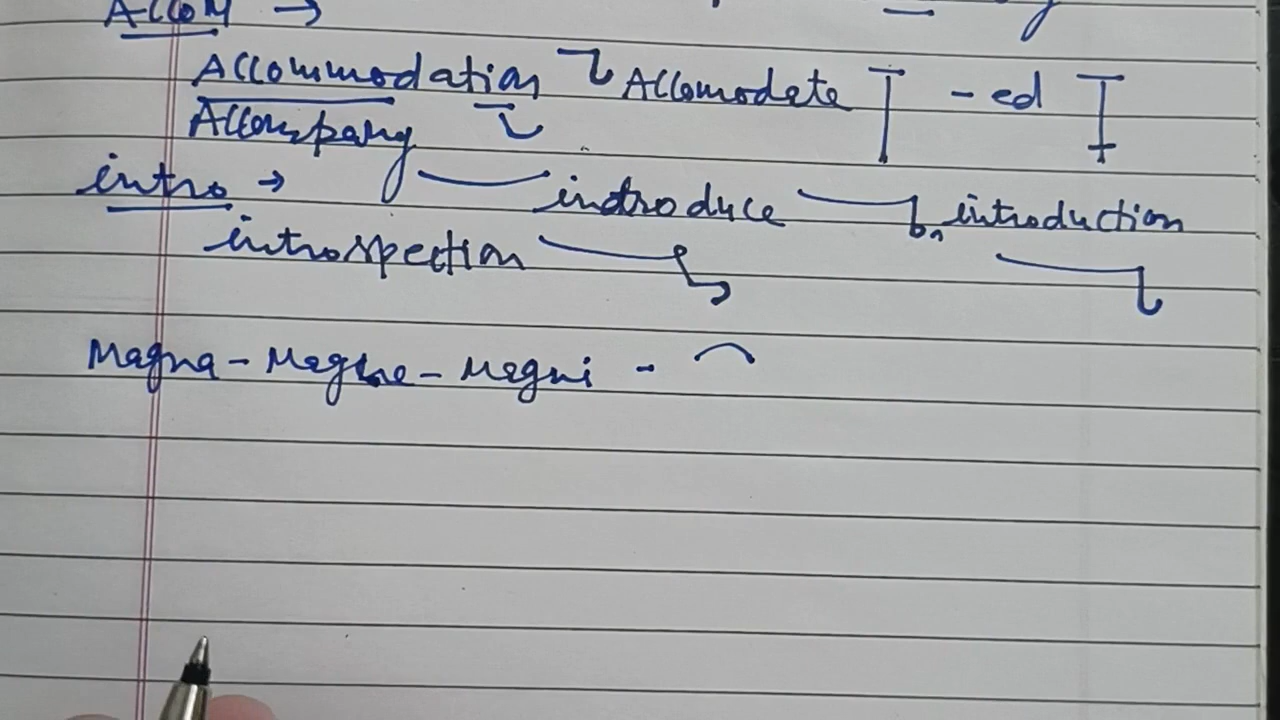 Accom →
Accommodation Accomodate - ed
Accompany
intro → introduce introduction
introspection
Magna - Magne - Magni -